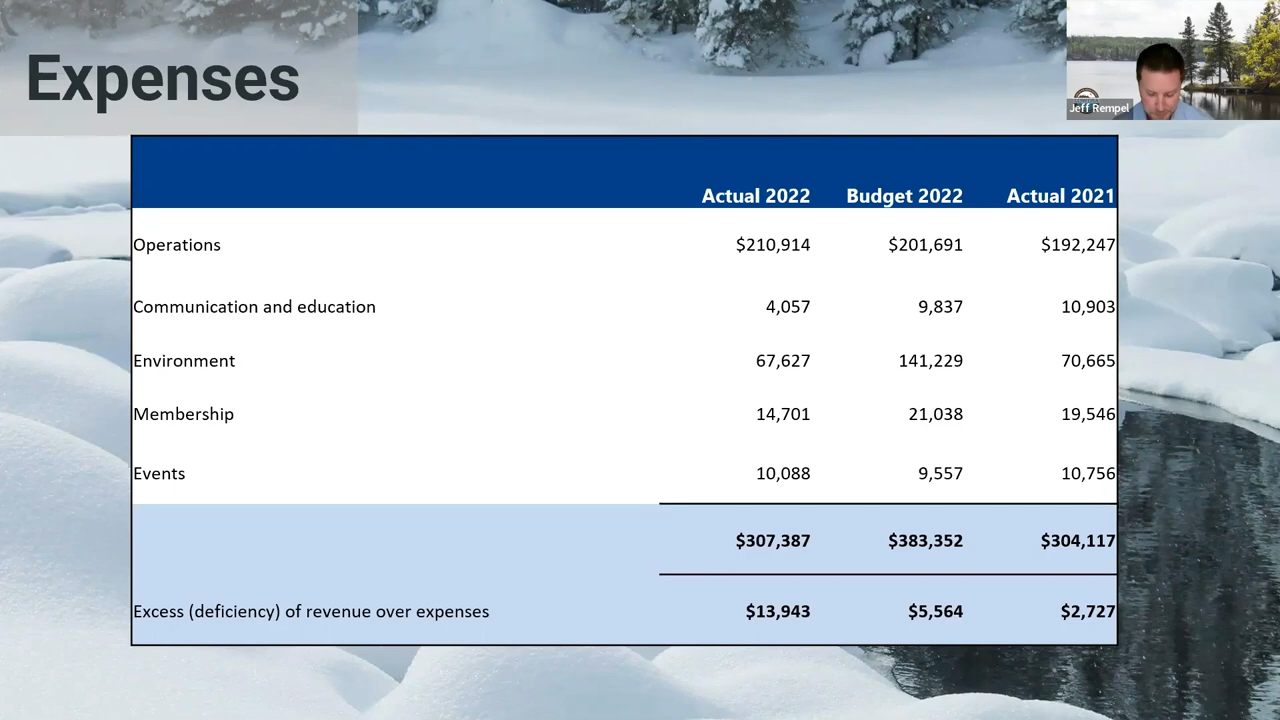 Expenses
Jeff Rempel
Actual 2022 Budget 2022 Actual 2021
Operations $210,914 $201,691 $192,247
Communication and education 4,057 9,837 10,903
Environment 67,627 141,229 70,665
Membership 14,701 21,038 19,546
Events 10,088 9,557 10,756
$307,387 $383,352 $304,117
Excess (deficiency) of revenue over expenses $13,943 $5,564 $2,727